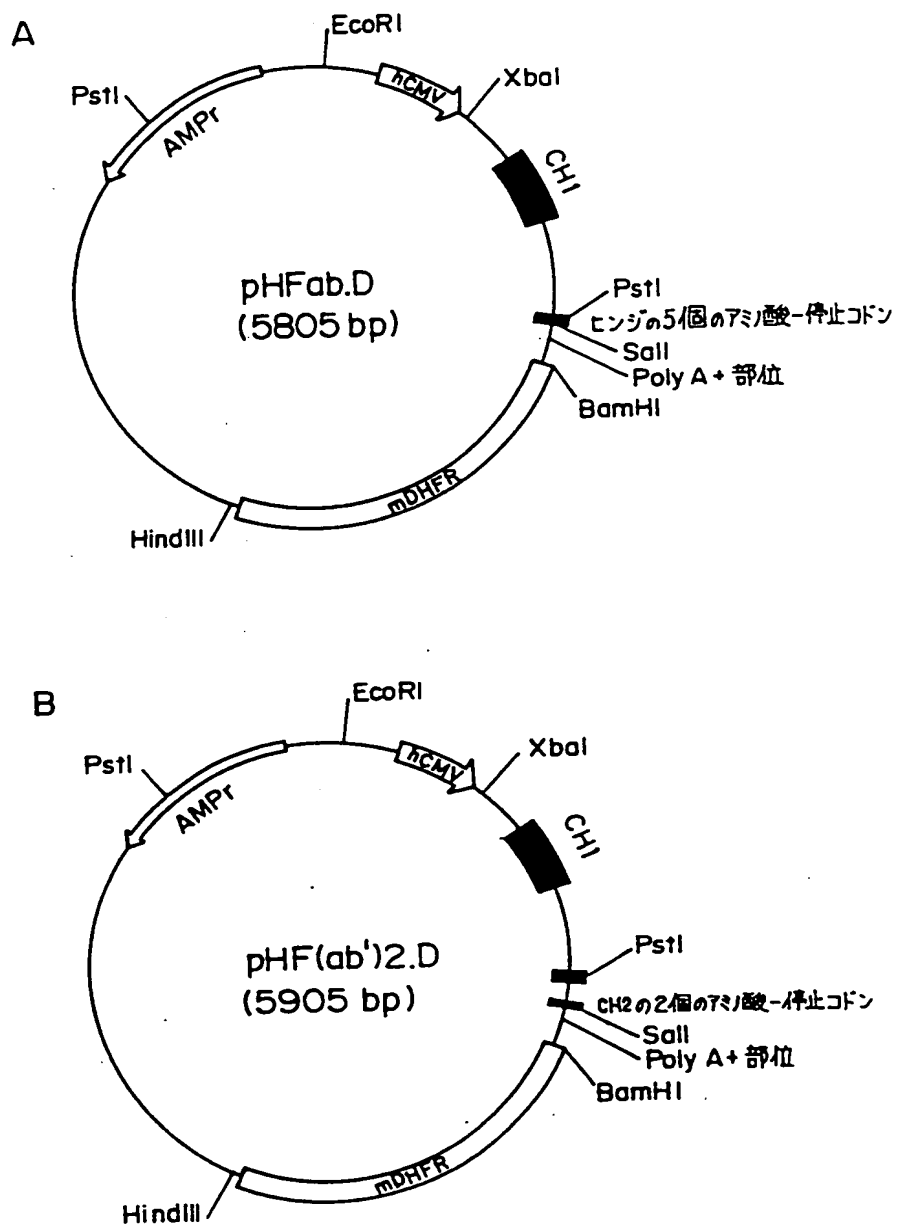 A
EcoRI
hCMV
XbaI
PstI
AMPr
CH1
pHFab.D
(5805 bp)
PstI
ヒンジの5個のアミノ酸－停止コドン
SalI
Poly A+ 部位
BamHI
mDHFR
HindIII
B
EcoRI
hCMV
XbaI
PstI
AMPr
CH1
pHF(ab')2.D
(5905 bp)
PstI
CH2の2個のアミノ酸－停止コドン
SalI
Poly A+ 部位
BamHI
mDHFR
HindIII